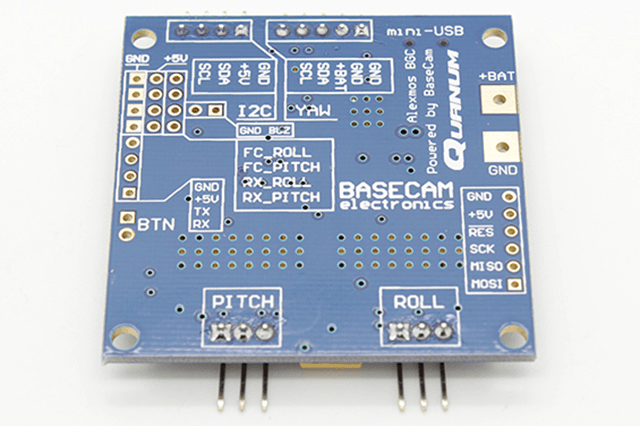 mini-USB
GND +5V
SCL
SDA
+5V
GND
SCL
SDA
+BAT
GND
I2C
YAW
GND BUZ
FC_ROLL
FC_PITCH
RX_ROLL
RX_PITCH
Alexmos BGC
Powered by BaseCam
QUANUM
+BAT
GND
BASECAM
electronics
GND
+5V
TX
RX
BTN
GND
+5V
RES
SCK
MISO
MOSI
PITCH
ROLL